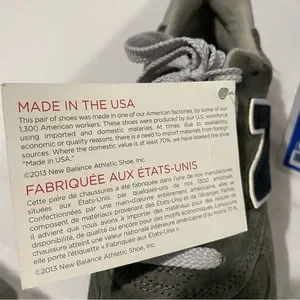 MADE IN THE USA
This pair of shoes was made in one of our American factories, by some of our
1,300 American workers. These shoes were produced by our U.S. workforce
using imported and domestic materials. At times, due to availability,
economics or other reasons, there is a need to import materials from foreign
sources. Where the domestic value is at least 70%, we have labeled the shoe
"Made in USA."
©2013 New Balance Athletic Shoe, Inc.
FABRIQUÉE AUX ÉTATS-UNIS
Cette paire de chaussures a été fabriquée dans l'une de nos manufactures
situées aux États-Unis, par quelques-uns de nos 1300 employés
Confectionnées par une main-d'œuvre entièrement américaine, elles
composent de matériaux provenant des États-Unis et de l'étranger. Parfois,
il advient que nous ayons à importer des matériaux pour des raisons de
disponibilité, de qualité ou encore pour des motifs économiques. Lorsqu'une
chaussure atteint une valeur nationale inférieure d'au moins 70 %,
elle porte l'étiquette « Fabriquée aux États-Unis »
©2013 New Balance Athletic Shoe, Inc.